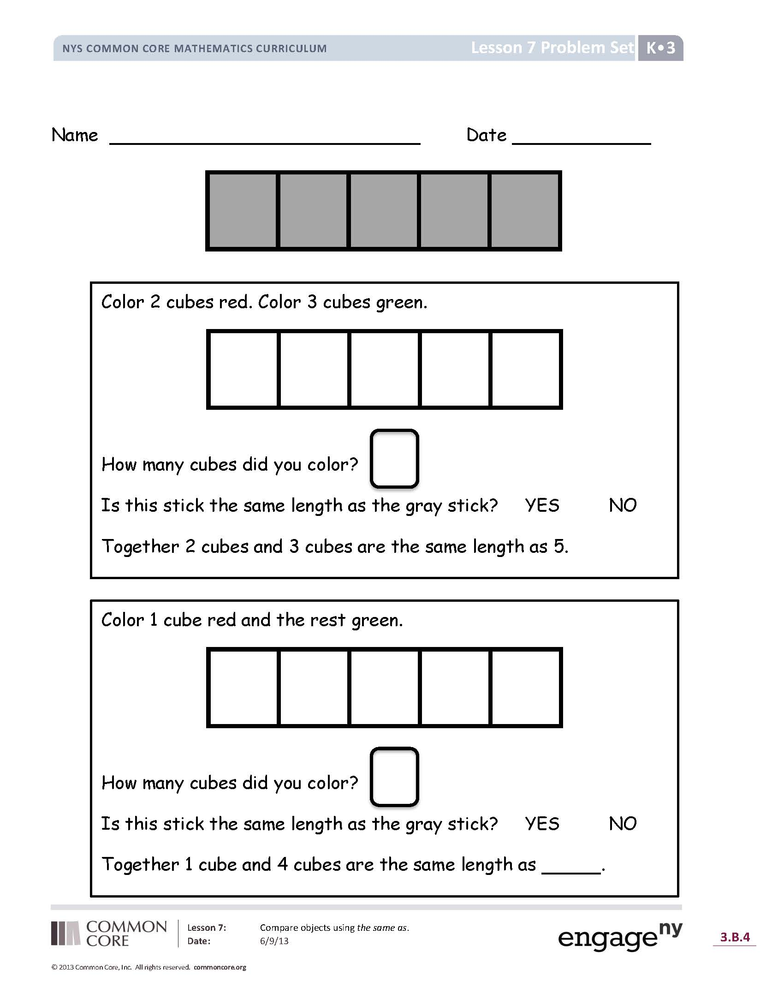 NYS COMMON CORE MATHEMATICS CURRICULUM Lesson 7 Problem Set K•3
Name Date
Color 2 cubes red. Color 3 cubes green.
How many cubes did you color?
Is this stick the same length as the gray stick? YES NO
Together 2 cubes and 3 cubes are the same length as 5.
Color 1 cube red and the rest green.
How many cubes did you color?
Is this stick the same length as the gray stick? YES NO
Together 1 cube and 4 cubes are the same length as ______.
COMMON
CORE
Lesson 7: Compare objects using the same as.
Date: 6/9/13
engage ny
3.B.4
© 2013 Common Core, Inc. All rights reserved. commoncore.org